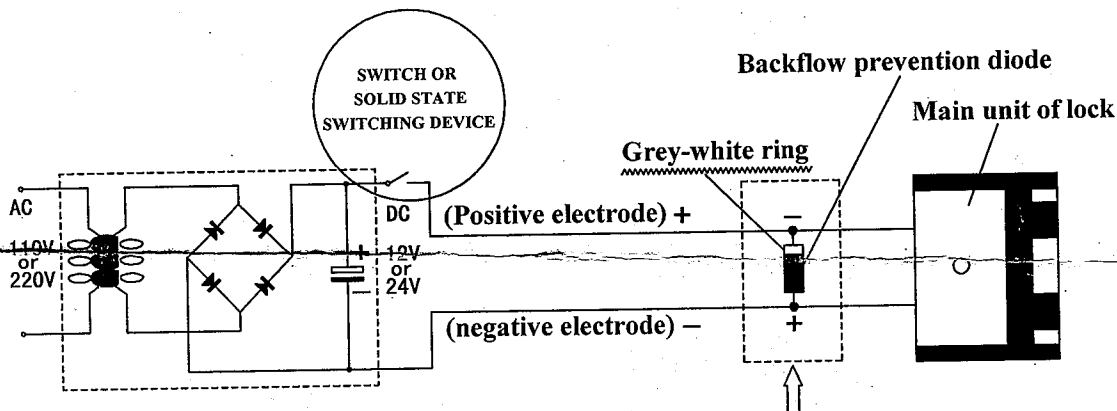 SWITCH OR
SOLID STATE
SWITCHING DEVICE
Backflow prevention diode
Main unit of lock
Grey-white ring
AC
110V
or
220V
DC
+
12V
or
24V
−
(Positive electrode) +
(negative electrode) −
−
+